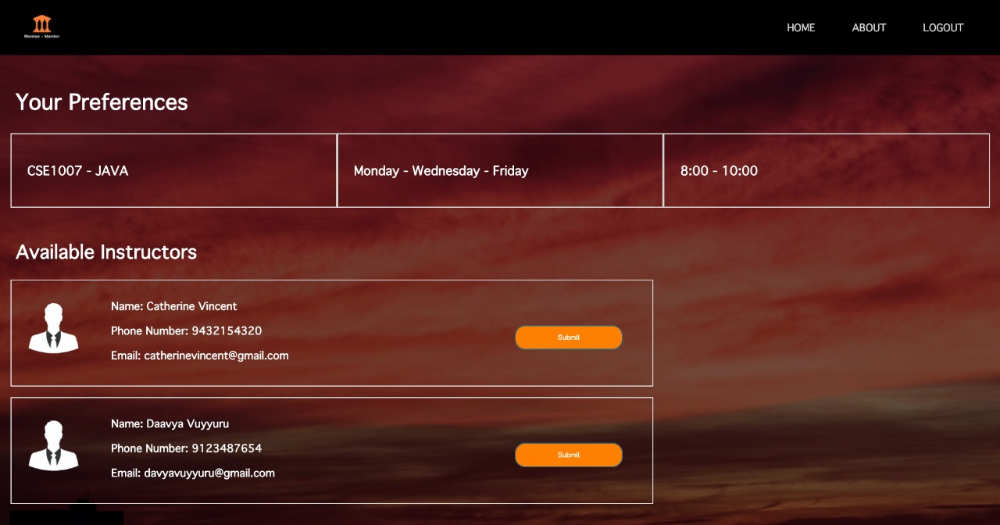 Mentee - Mentor
HOME ABOUT LOGOUT
Your Preferences
CSE1007 - JAVA
Monday - Wednesday - Friday
8:00 - 10:00
Available Instructors
Name: Catherine Vincent
Phone Number: 9432154320
Email: catherinevincent@gmail.com
Submit
Name: Daavya Vuyyuru
Phone Number: 9123487654
Email: davyavuyyuru@gmail.com
Submit